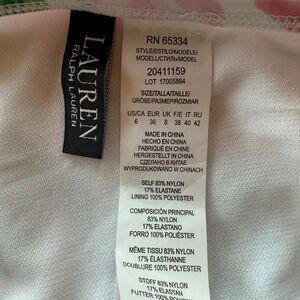 LAUREN
RALPH LAUREN
RN 65334
STYLE/ESTILO/MODÈLE/
MODELL/СТИЛЬ/MODEL/
20411159
LOT 17005864
SIZE/TALLA/TAILLE/
GRÖSSE/РАЗМЕР/ROZMIAR
US/CA EUR UK F/E IT RU
6 36 8 38 40 42
MADE IN CHINA
HECHO EN CHINA
FABRIQUÉ EN CHINE
HERGESTELLT IN CHINA
СДЕЛАНО В КИТАЕ
WYPRODUKOWANO W CHINACH
SELF 83% NYLON
17% ELASTANE
LINING 100% POLYESTER
COMPOSICIÓN PRINCIPAL
83% NYLON
17% ELASTANO
FORRO 100% POLIÉSTER
MÊME TISSU 83% NYLON
17% ELASTHANNE
DOUBLURE 100% POLYESTER
STOFF 83% NYLON
17% ELASTAN
FUTTER 100% POLYESTER